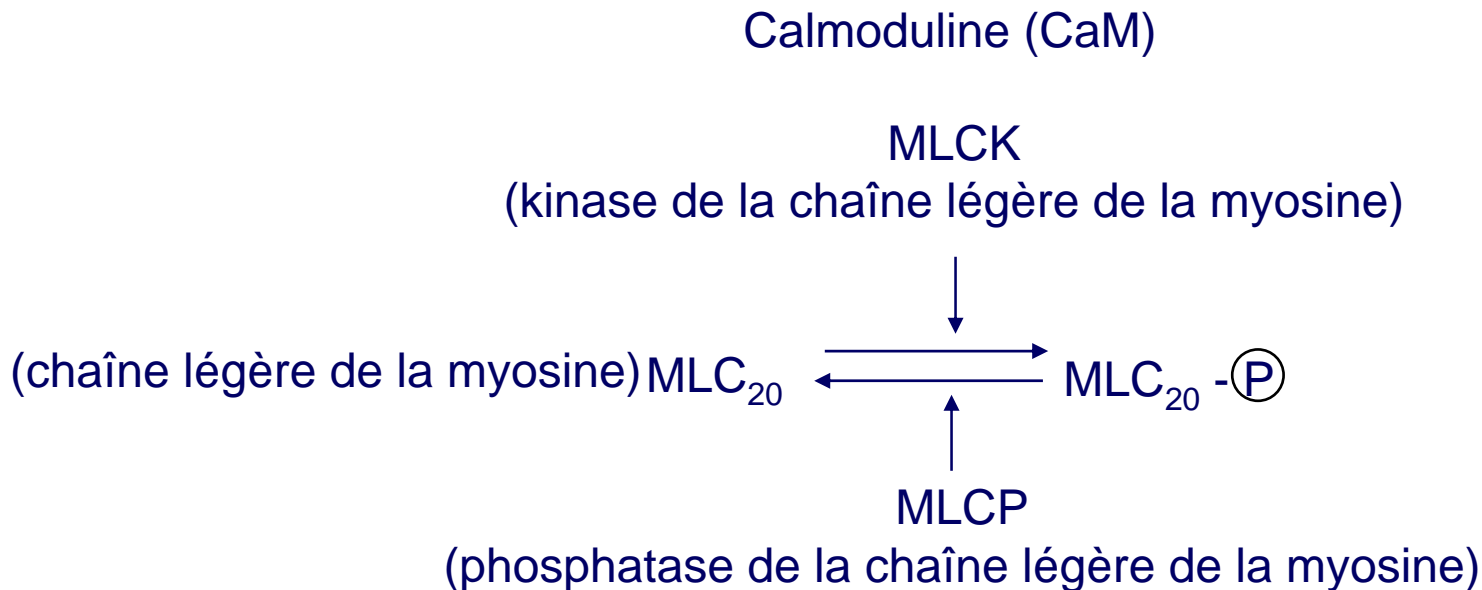 Calmoduline (CaM)
MLCK
(kinase de la chaîne légère de la myosine)
(chaîne légère de la myosine) MLC20 MLC20 - P
MLCP
(phosphatase de la chaîne légère de la myosine)